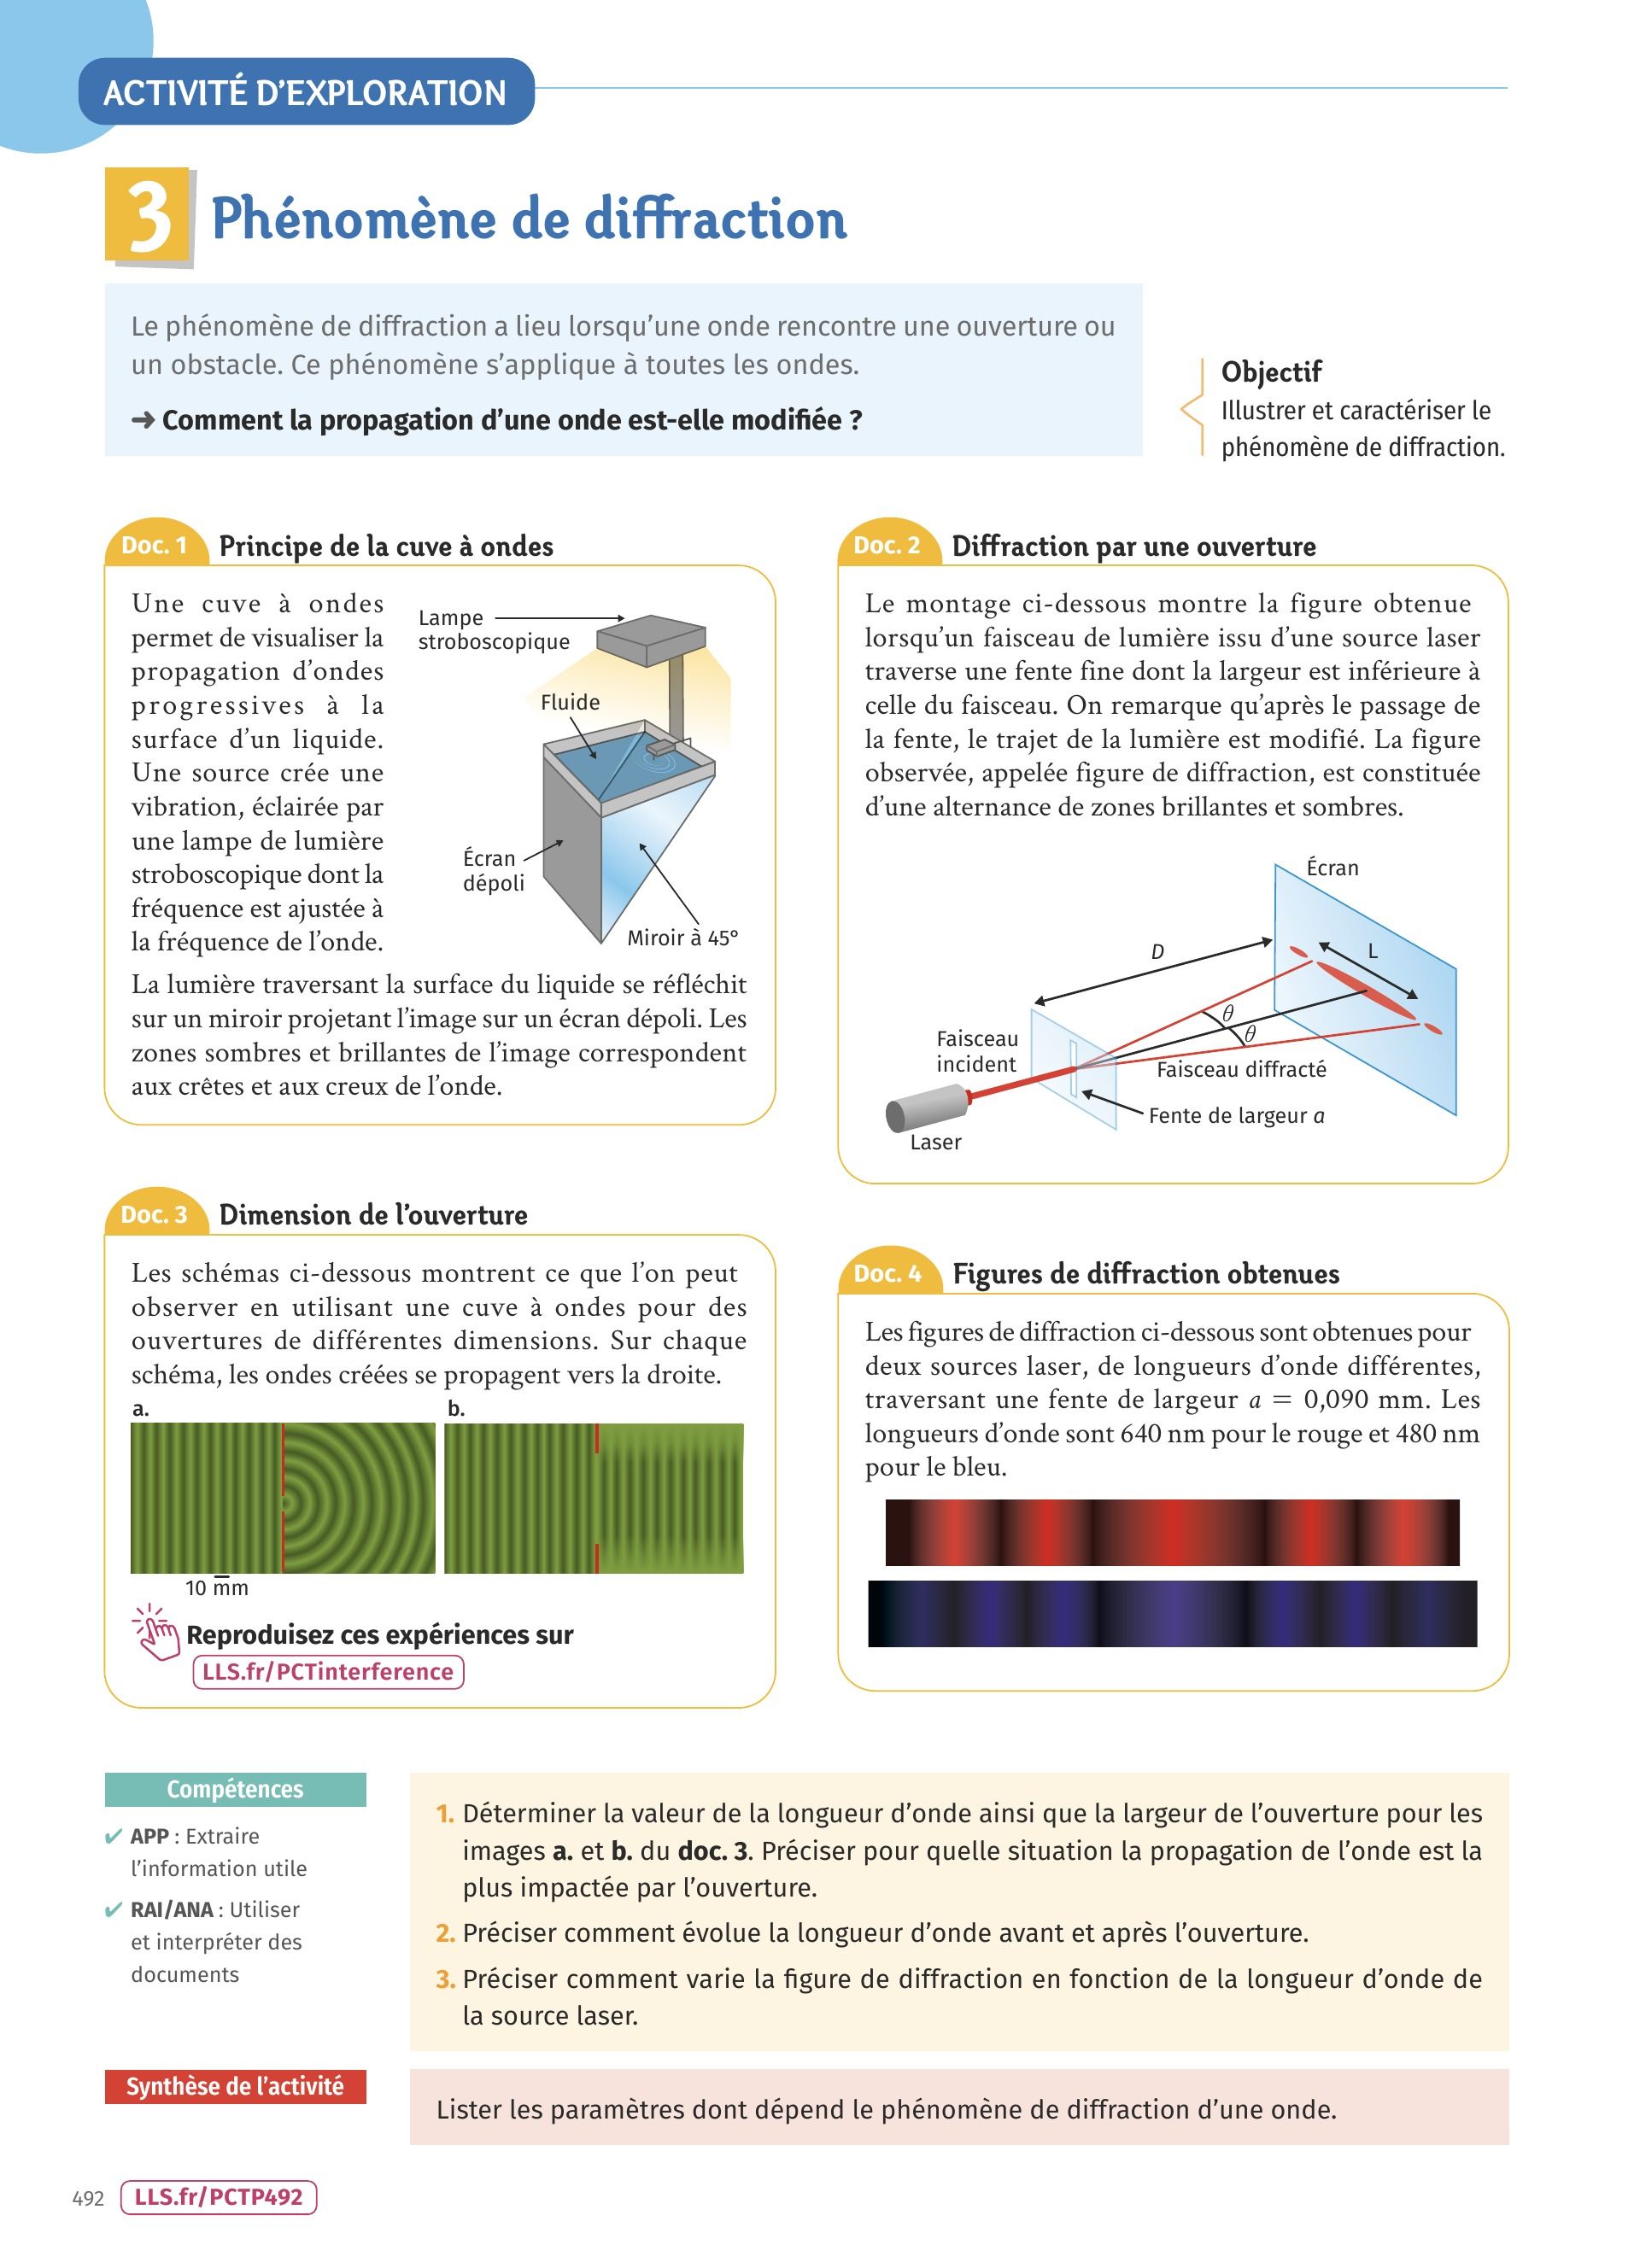 ACTIVITÉ D'EXPLORATION
3 Phénomène de diffraction
Le phénomène de diffraction a lieu lorsqu'une onde rencontre une ouverture ou
un obstacle. Ce phénomène s'applique à toutes les ondes.
➜ Comment la propagation d'une onde est-elle modifiée ?
Objectif
Illustrer et caractériser le
phénomène de diffraction.
Doc. 1 Principe de la cuve à ondes
Une cuve à ondes
permet de visualiser la
propagation d'ondes
progressives à la
surface d'un liquide.
Une source crée une
vibration, éclairée par
une lampe de lumière
stroboscopique dont la
fréquence est ajustée à
la fréquence de l'onde.
Lampe
stroboscopique
Fluide
Écran
dépoli
Miroir à 45°
La lumière traversant la surface du liquide se réfléchit
sur un miroir projetant l'image sur un écran dépoli. Les
zones sombres et brillantes de l'image correspondent
aux crêtes et aux creux de l'onde.
Doc. 2 Diffraction par une ouverture
Le montage ci-dessous montre la figure obtenue
lorsqu'un faisceau de lumière issu d'une source laser
traverse une fente fine dont la largeur est inférieure à
celle du faisceau. On remarque qu'après le passage de
la fente, le trajet de la lumière est modifié. La figure
observée, appelée figure de diffraction, est constituée
d'une alternance de zones brillantes et sombres.
Écran
D
L
θ
θ
Faisceau
incident
Faisceau diffracté
Fente de largeur a
Laser
Doc. 3 Dimension de l'ouverture
Les schémas ci-dessous montrent ce que l'on peut
observer en utilisant une cuve à ondes pour des
ouvertures de différentes dimensions. Sur chaque
schéma, les ondes créées se propagent vers la droite.
a.
b.
10 mm
Reproduisez ces expériences sur
LLS.fr/PCTinterference
Doc. 4 Figures de diffraction obtenues
Les figures de diffraction ci-dessous sont obtenues pour
deux sources laser, de longueurs d'onde différentes,
traversant une fente de largeur a = 0,090 mm. Les
longueurs d'onde sont 640 nm pour le rouge et 480 nm
pour le bleu.
Compétences
✔ APP : Extraire
l'information utile
✔ RAI/ANA : Utiliser
et interpréter des
documents
1. Déterminer la valeur de la longueur d'onde ainsi que la largeur de l'ouverture pour les
images a. et b. du doc. 3. Préciser pour quelle situation la propagation de l'onde est la
plus impactée par l'ouverture.
2. Préciser comment évolue la longueur d'onde avant et après l'ouverture.
3. Préciser comment varie la figure de diffraction en fonction de la longueur d'onde de
la source laser.
Synthèse de l'activité
Lister les paramètres dont dépend le phénomène de diffraction d'une onde.
492 LLS.fr/PCTP492